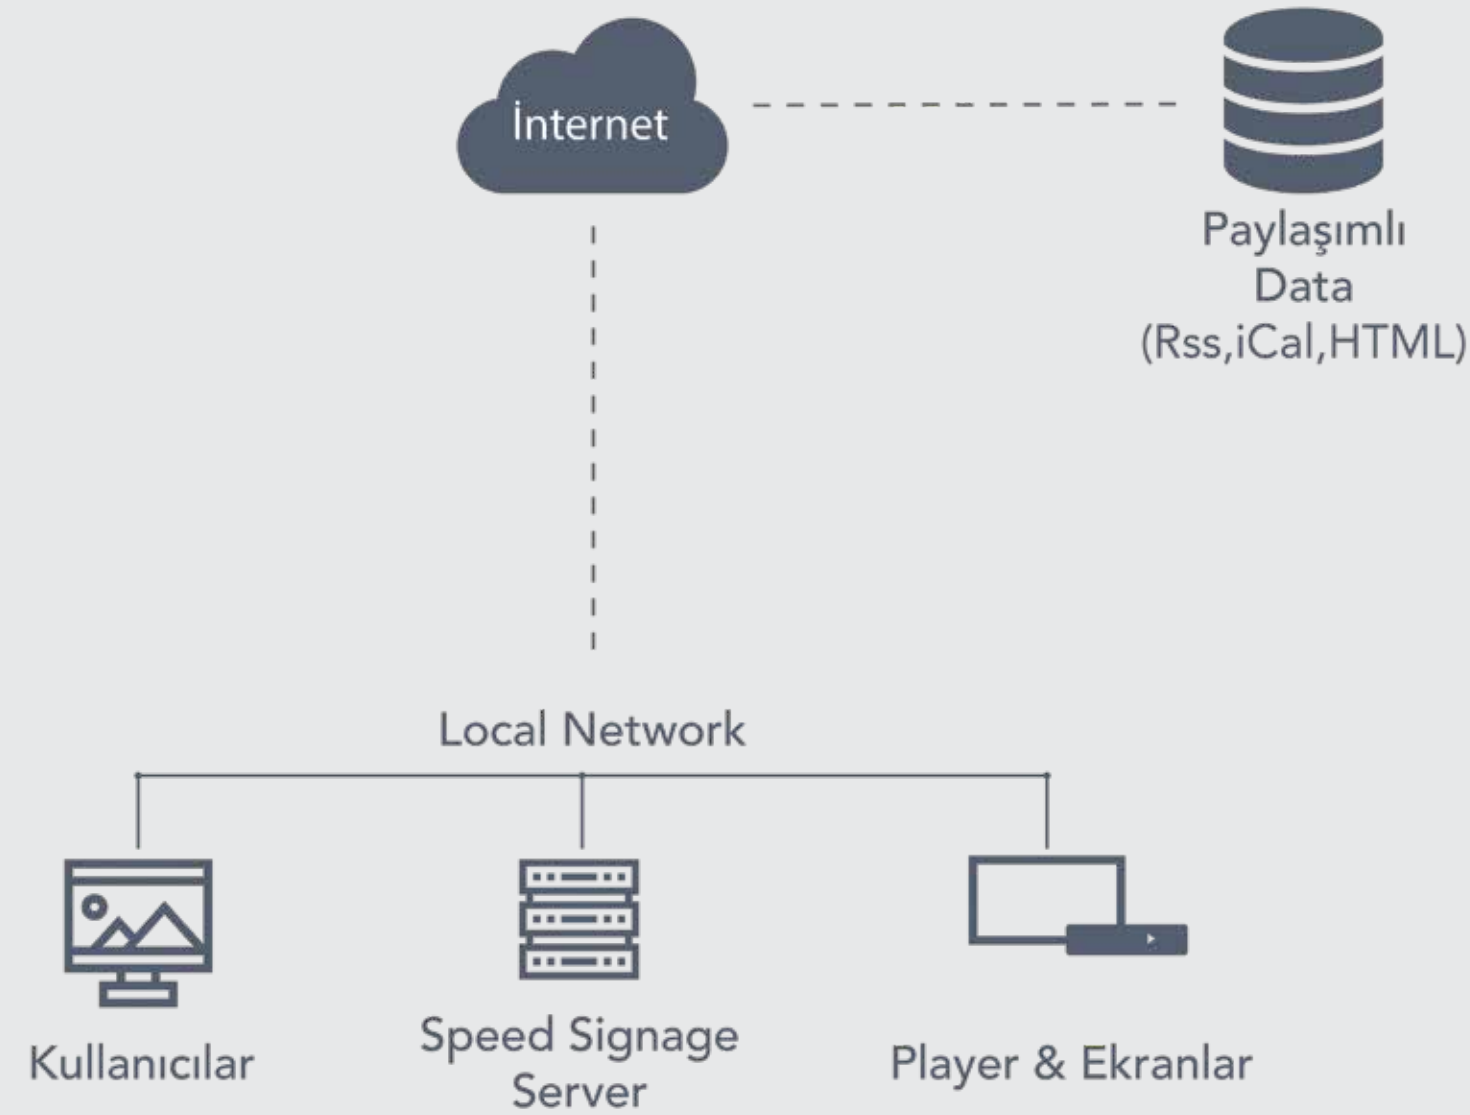 İnternet
Paylaşımlı
Data
(Rss,iCal,HTML)
Local Network
Kullanıcılar
Speed Signage
Server
Player & Ekranlar